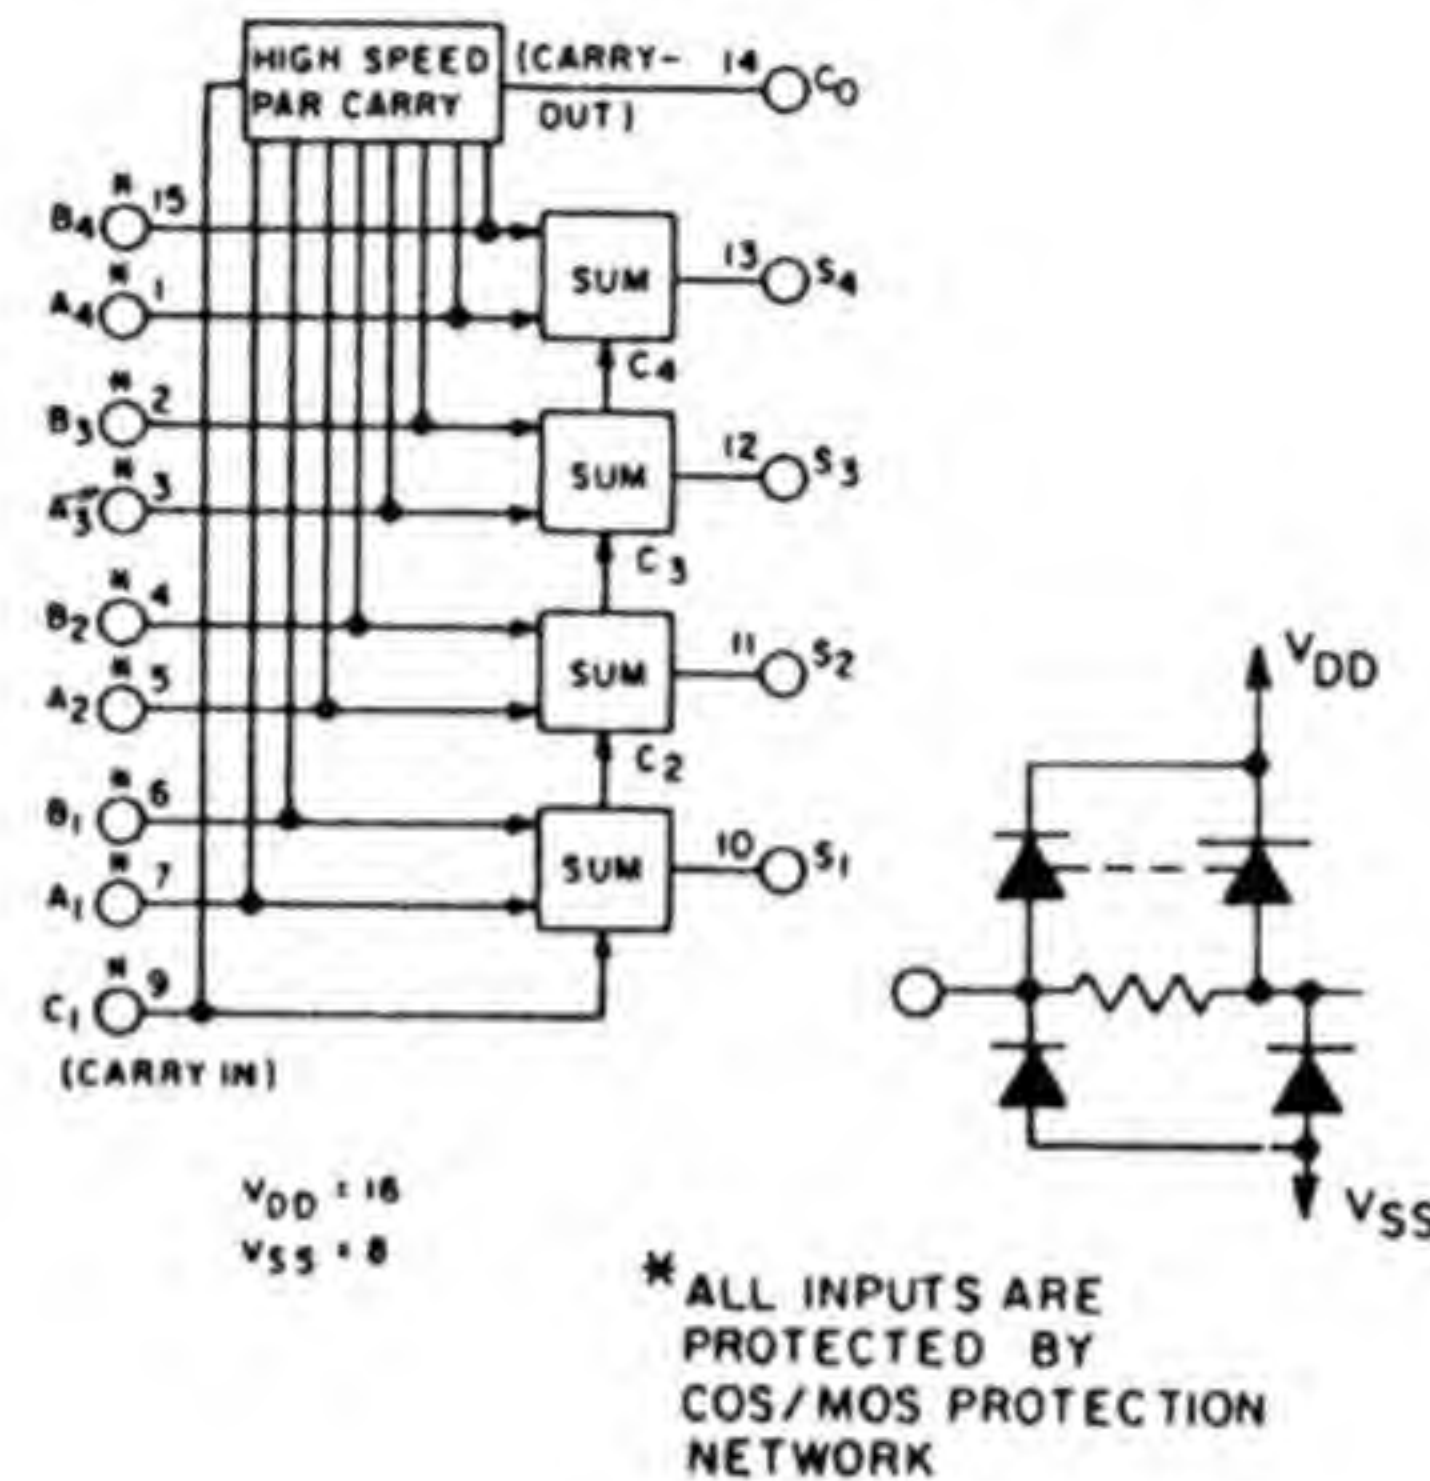 HIGH SPEED
PAR CARRY
(CARRY-
OUT)
14
C0
* B4 15
* A4 1
SUM
13
S4
C4
* B3 2
* A3 3
SUM
12
S3
C3
* B2 4
* A2 5
SUM
11
S2
C2
* B1 6
* A1 7
SUM
10
S1
* C1 9
(CARRY IN)
VDD = 16
VSS = 8
VDD
VSS
* ALL INPUTS ARE
PROTECTED BY
COS/MOS PROTECTION
NETWORK